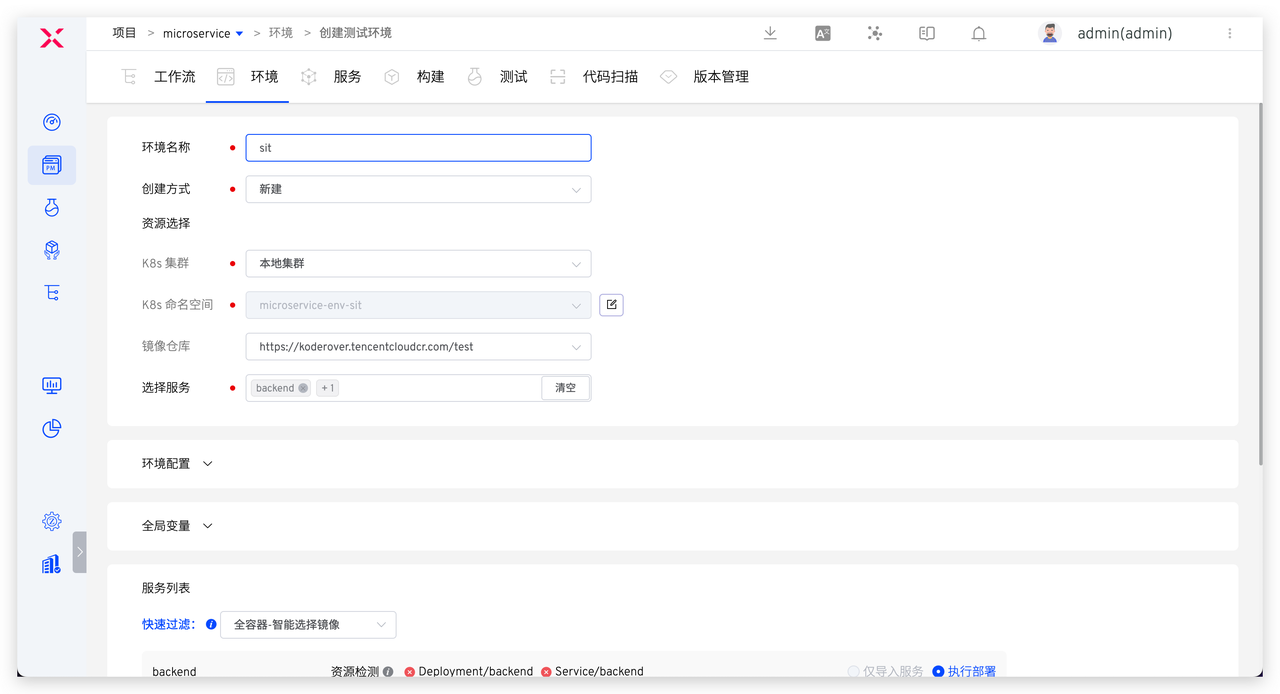 项目 > microservice > 环境 > 创建测试环境 admin(admin)
工作流 环境 服务 构建 测试 代码扫描 版本管理
环境名称 sit
创建方式 新建
资源选择
K8s 集群 本地集群
K8s 命名空间 microservice-env-sit
镜像仓库 https://koderover.tencentcloudcr.com/test
选择服务 backend + 1 清空
环境配置
全局变量
服务列表
快速过滤: 全容器-智能选择镜像
backend 资源检测 Deployment/backend Service/backend 仅导入服务 执行部署